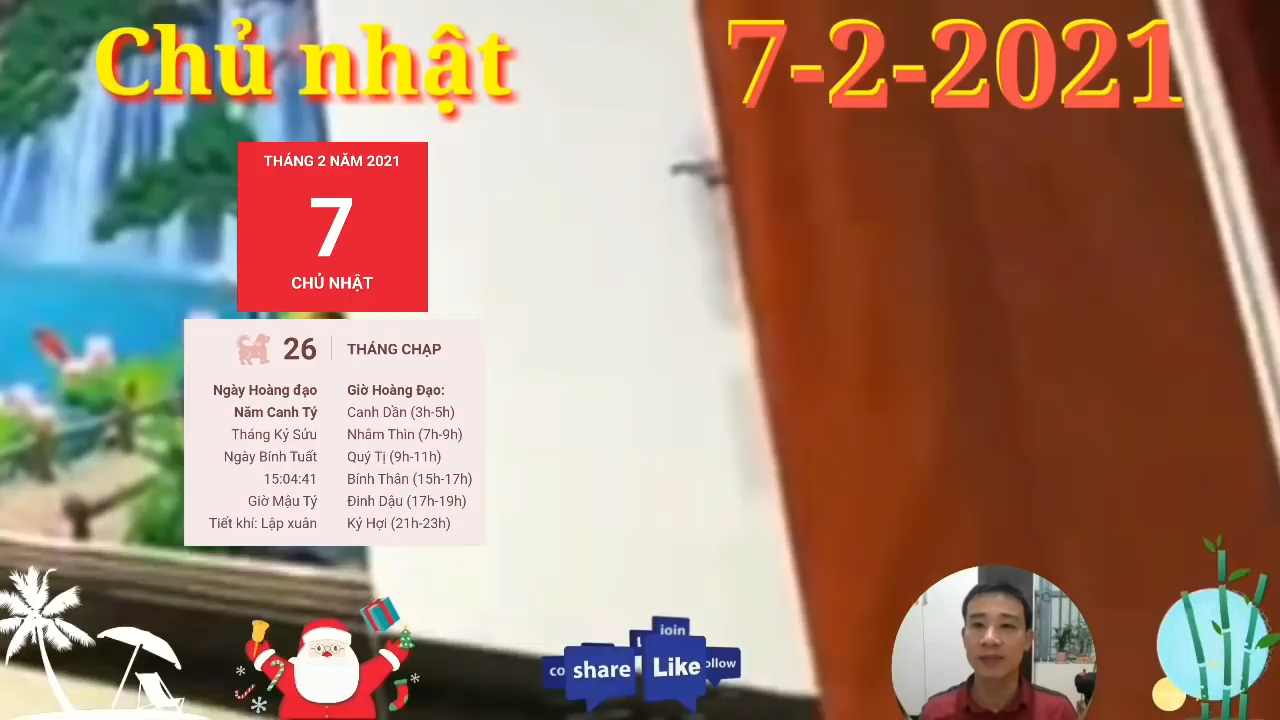 Chủ nhật 7-2-2021
THÁNG 2 NĂM 2021
7
CHỦ NHẬT
26 THÁNG CHẠP
Ngày Hoàng đạo
Năm Canh Tý
Tháng Kỷ Sửu
Ngày Bính Tuất
15:04:41
Giờ Mậu Tý
Tiết khí: Lập xuân
Giờ Hoàng Đạo:
Canh Dần (3h-5h)
Nhâm Thìn (7h-9h)
Quý Tị (9h-11h)
Bính Thân (15h-17h)
Đinh Dậu (17h-19h)
Kỷ Hợi (21h-23h)
join
share
Like